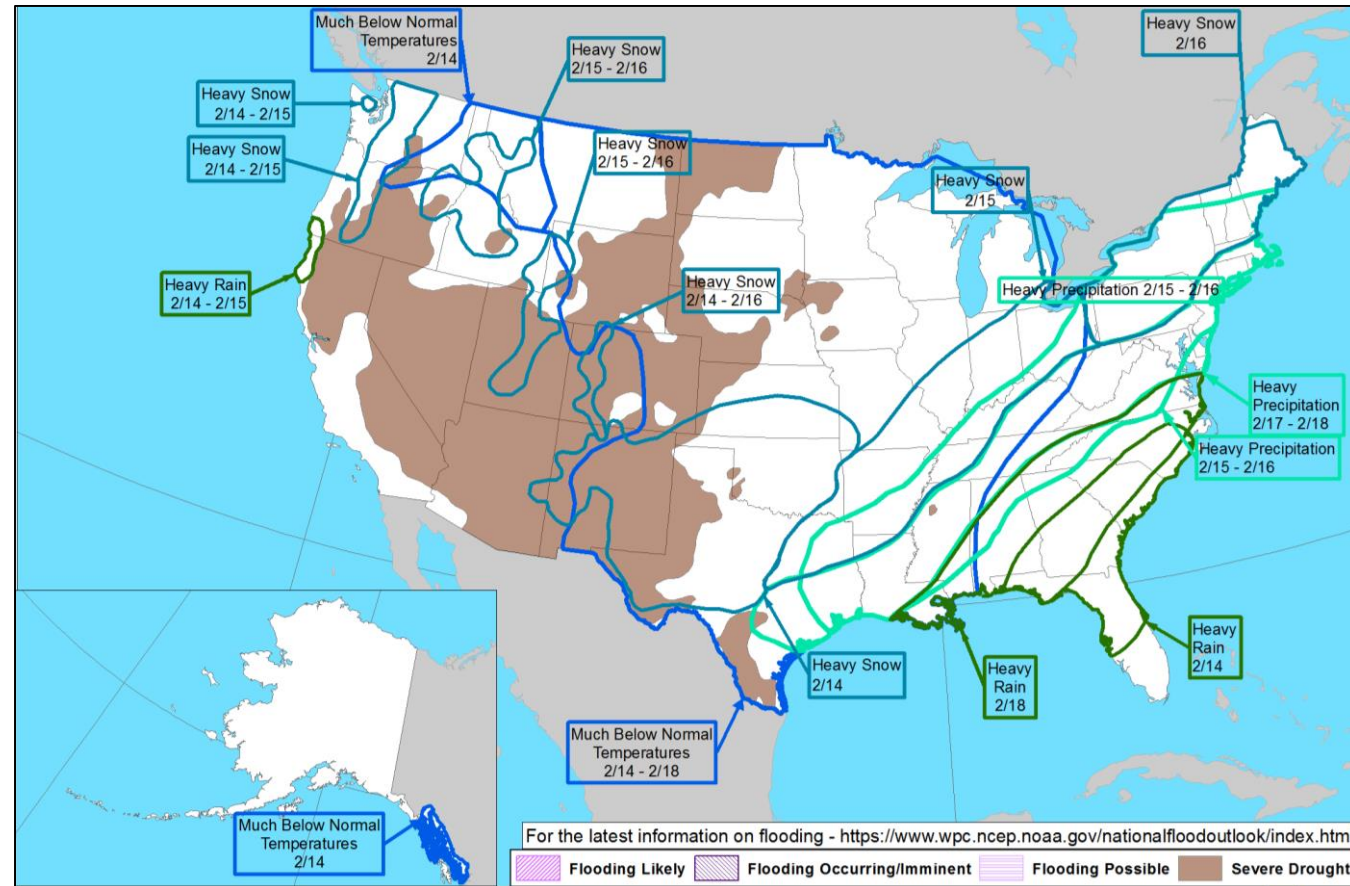 Much Below Normal
Temperatures
2/14
Heavy Snow
2/15 - 2/16
Heavy Snow
2/16
Heavy Snow
2/14 - 2/15
Heavy Snow
2/14 - 2/15
Heavy Snow
2/15 - 2/16
Heavy Snow
2/15
Heavy Rain
2/14 - 2/15
Heavy Snow
2/14 - 2/16
Heavy Precipitation 2/15 - 2/16
Heavy
Precipitation
2/17 - 2/18
Heavy Precipitation
2/15 - 2/16
Heavy Snow
2/14
Heavy
Rain
2/18
Heavy
Rain
2/14
Much Below Normal
Temperatures
2/14 - 2/18
Much Below Normal
Temperatures
2/14
For the latest information on flooding - https://www.wpc.ncep.noaa.gov/nationalfloodoutlook/index.htm
Flooding Likely Flooding Occurring/Imminent Flooding Possible Severe Drought